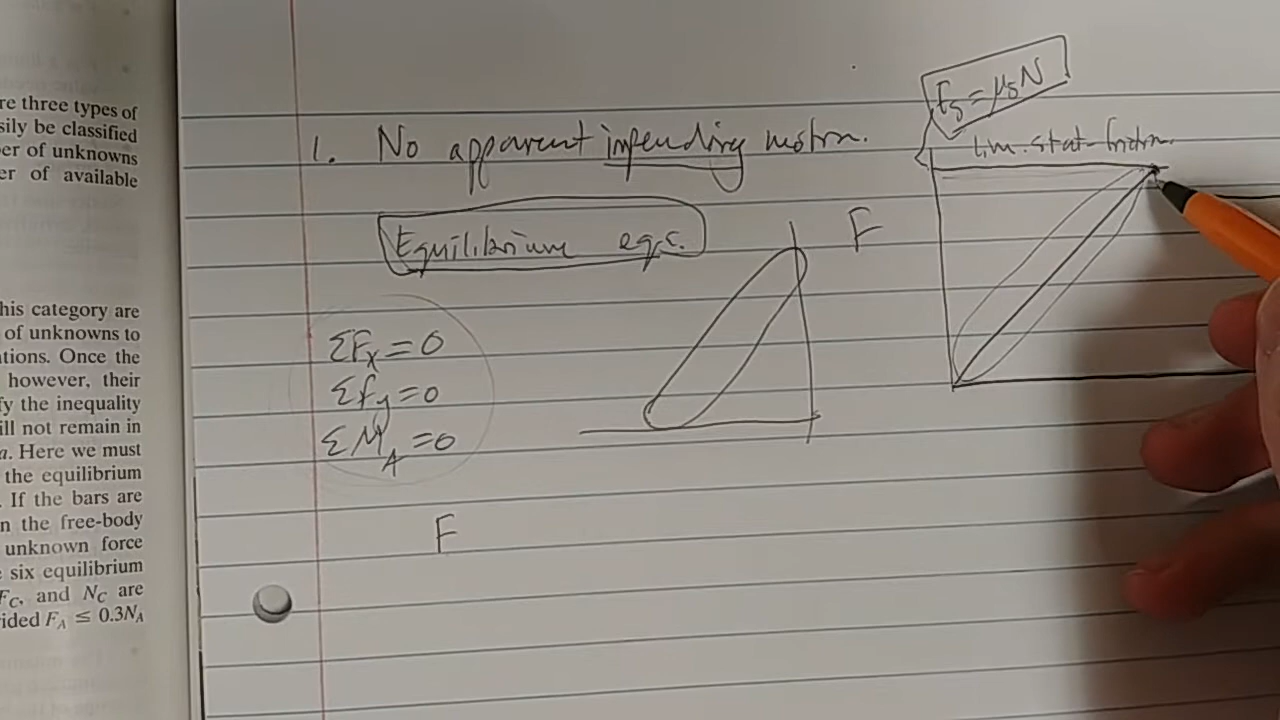 re three types of
sily be classified
per of unknowns
er of available
his category are
of unknowns to
tions. Once the
however, their
fy the inequality
ill not remain in
a. Here we must
the equilibrium
. If the bars are
n the free-body
unknown force
six equilibrium
FC, and NC are
ided FA ≤ 0.3NA
fs = μsN
lim. stat. frictn.
1. No apparent impending motion.
Equilibrium eqs.
F
ΣFx = 0
Σfy = 0
ΣMA = 0
F